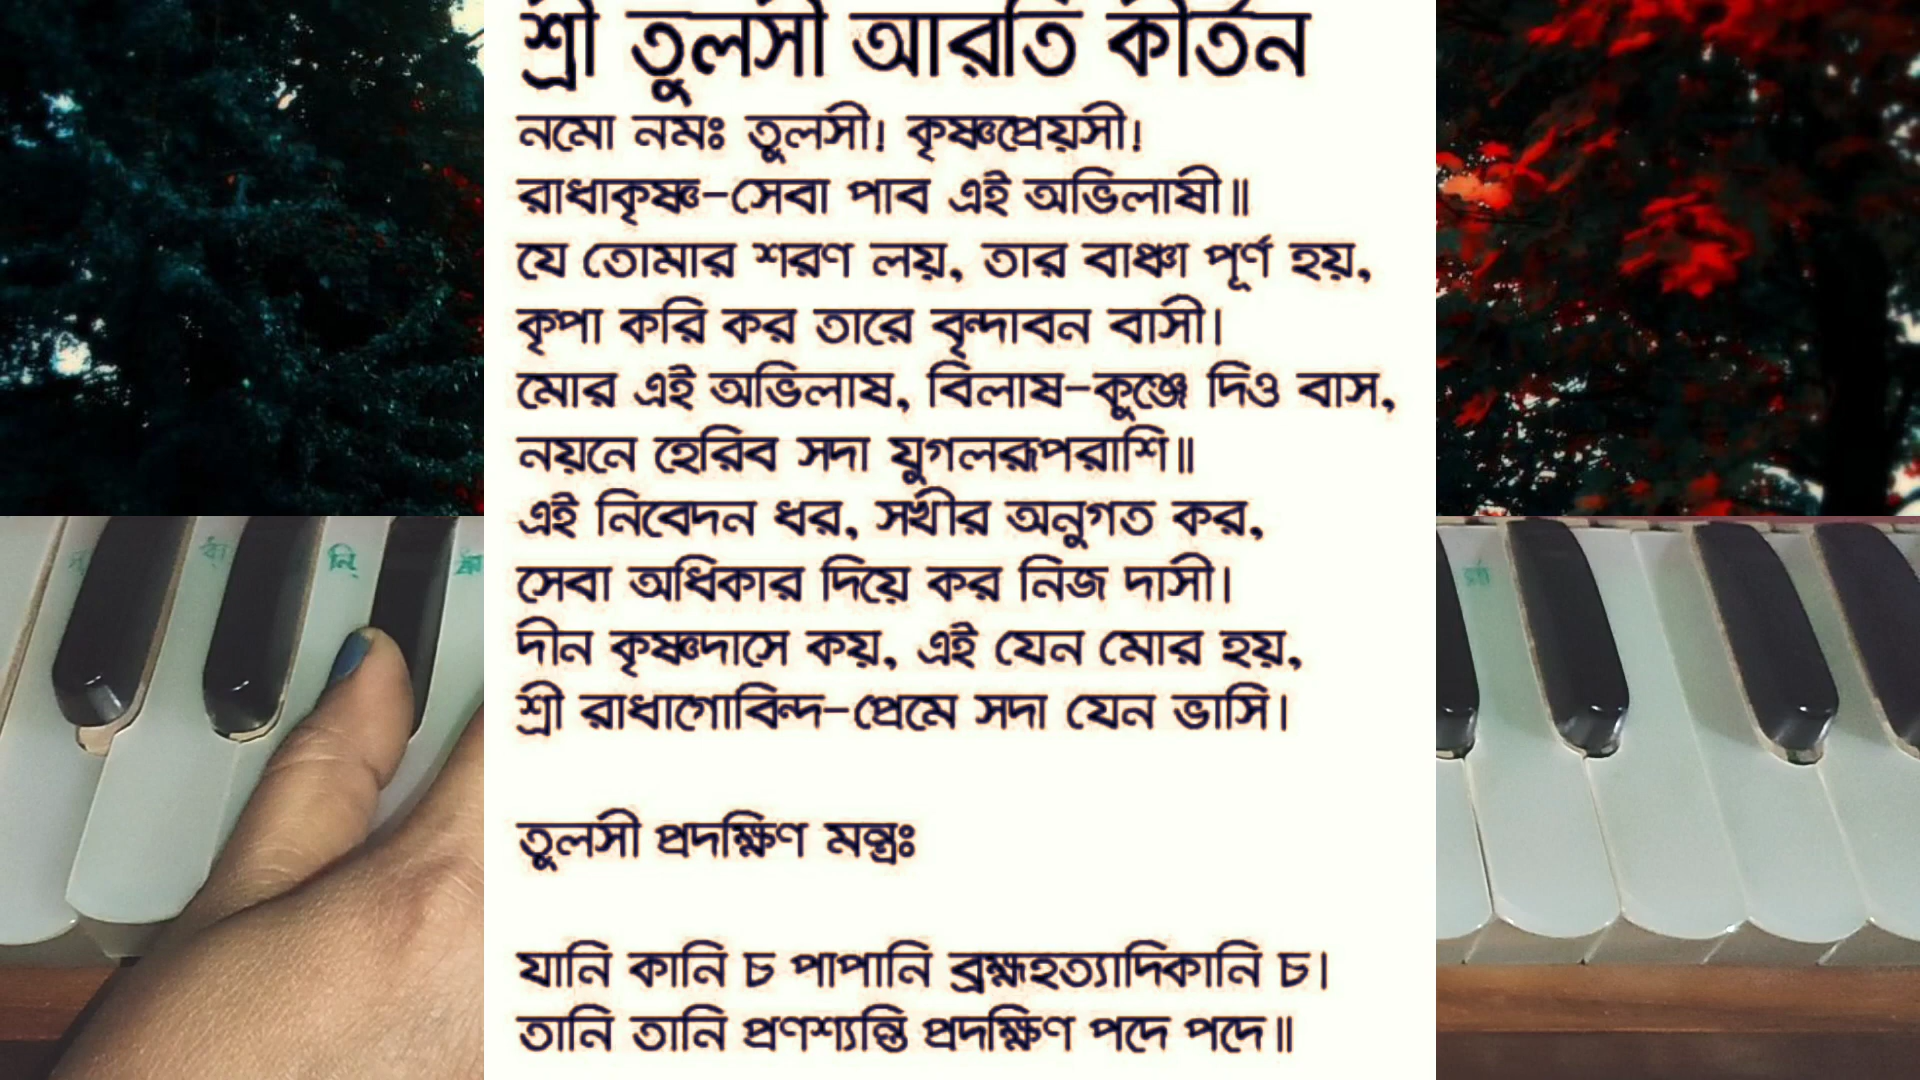 শ্রী তুলসী আরতি কীর্তন
নমো নমঃ তুলসী! কৃষ্ণপ্রেয়সী!
রাধাকৃষ্ণ-সেবা পাব এই অভিলাষী॥
যে তোমার শরণ লয়, তার বাঞ্চা পূর্ণ হয়,
কৃপা করি কর তারে বৃন্দাবন বাসী।
মোর এই অভিলাষ, বিলাষ-কুঞ্জে দিও বাস,
নয়নে হেরিব সদা যুগলরূপরাশি॥
এই নিবেদন ধর, সখীর অনুগত কর,
সেবা অধিকার দিয়ে কর নিজ দাসী।
দীন কৃষ্ণদাসে কয়, এই যেন মোর হয়,
শ্রী রাধাগোবিন্দ-প্রেমে সদা যেন ভাসি।
তুলসী প্রদক্ষিণ মন্ত্রঃ
যানি কানি চ পাপানি ব্রহ্মহত্যাদিকানি চ।
তানি তানি প্রণশ্যন্তি প্রদক্ষিণ পদে পদে॥
নি